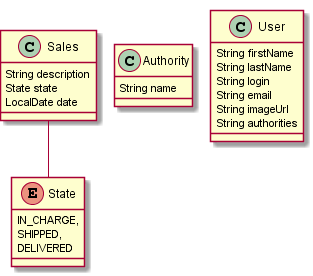 C Sales
String description
State state
LocalDate date
C Authority
String name
C User
String firstName
String lastName
String login
String email
String imageUrl
String authorities
E State
IN_CHARGE,
SHIPPED,
DELIVERED